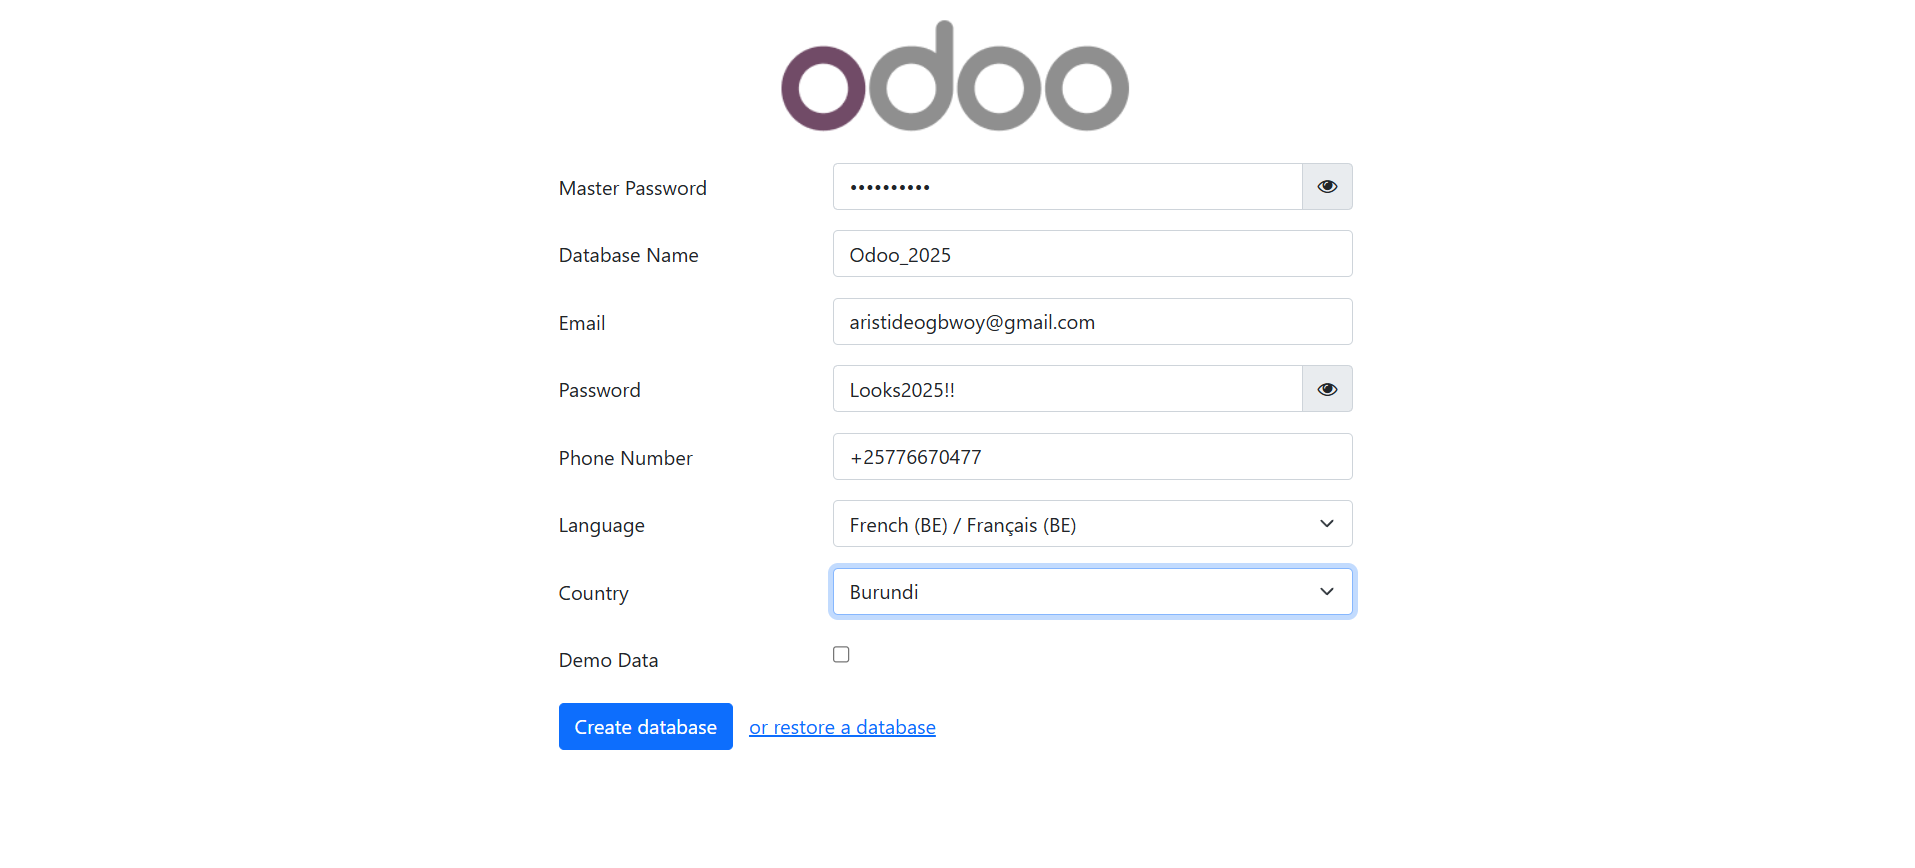 odoo
Master Password ••••••••••
Database Name Odoo_2025
Email aristideogbwoy@gmail.com
Password Looks2025!!
Phone Number +25776670477
Language French (BE) / Français (BE)
Country Burundi
Demo Data
Create database or restore a database